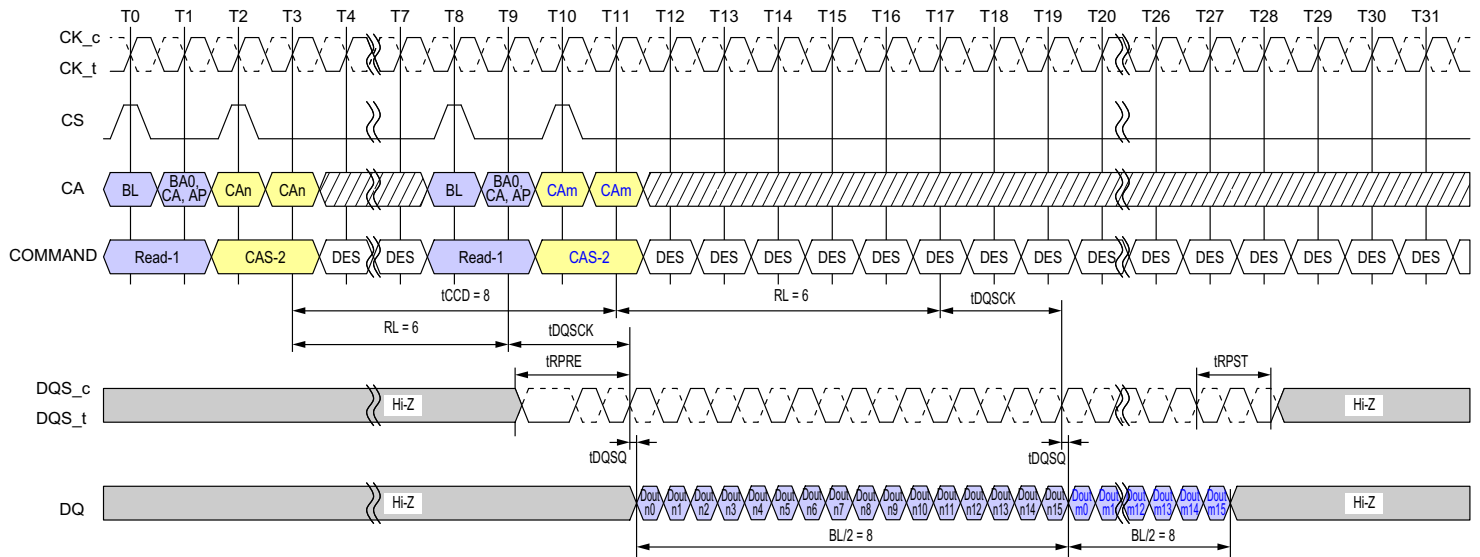 T0 T1 T2 T3 T4 T7 T8 T9 T10 T11 T12 T13 T14 T15 T16 T17 T18 T19 T20 T26 T27 T28 T29 T30 T31
CK_c
CK_t
CS
CA BL BA0, CA, AP CAn CAn BL BA0, CA, AP CAm CAm
COMMAND Read-1 CAS-2 DES DES Read-1 CAS-2 DES DES DES DES DES DES DES DES DES DES DES DES DES DES DES
tCCD = 8 RL = 6 tDQSCK
RL = 6 tDQSCK
tRPRE tRPST
DQS_c
DQS_t Hi-Z Hi-Z
tDQSQ tDQSQ
DQ Hi-Z Dout n0 Dout n1 Dout n2 Dout n3 Dout n4 Dout n5 Dout n6 Dout n7 Dout n8 Dout n9 Dout n10 Dout n11 Dout n12 Dout n13 Dout n14 Dout n15 Dout m0 Dout m1 Dout m12 Dout m13 Dout m14 Dout m15 Hi-Z
BL/2 = 8 BL/2 = 8